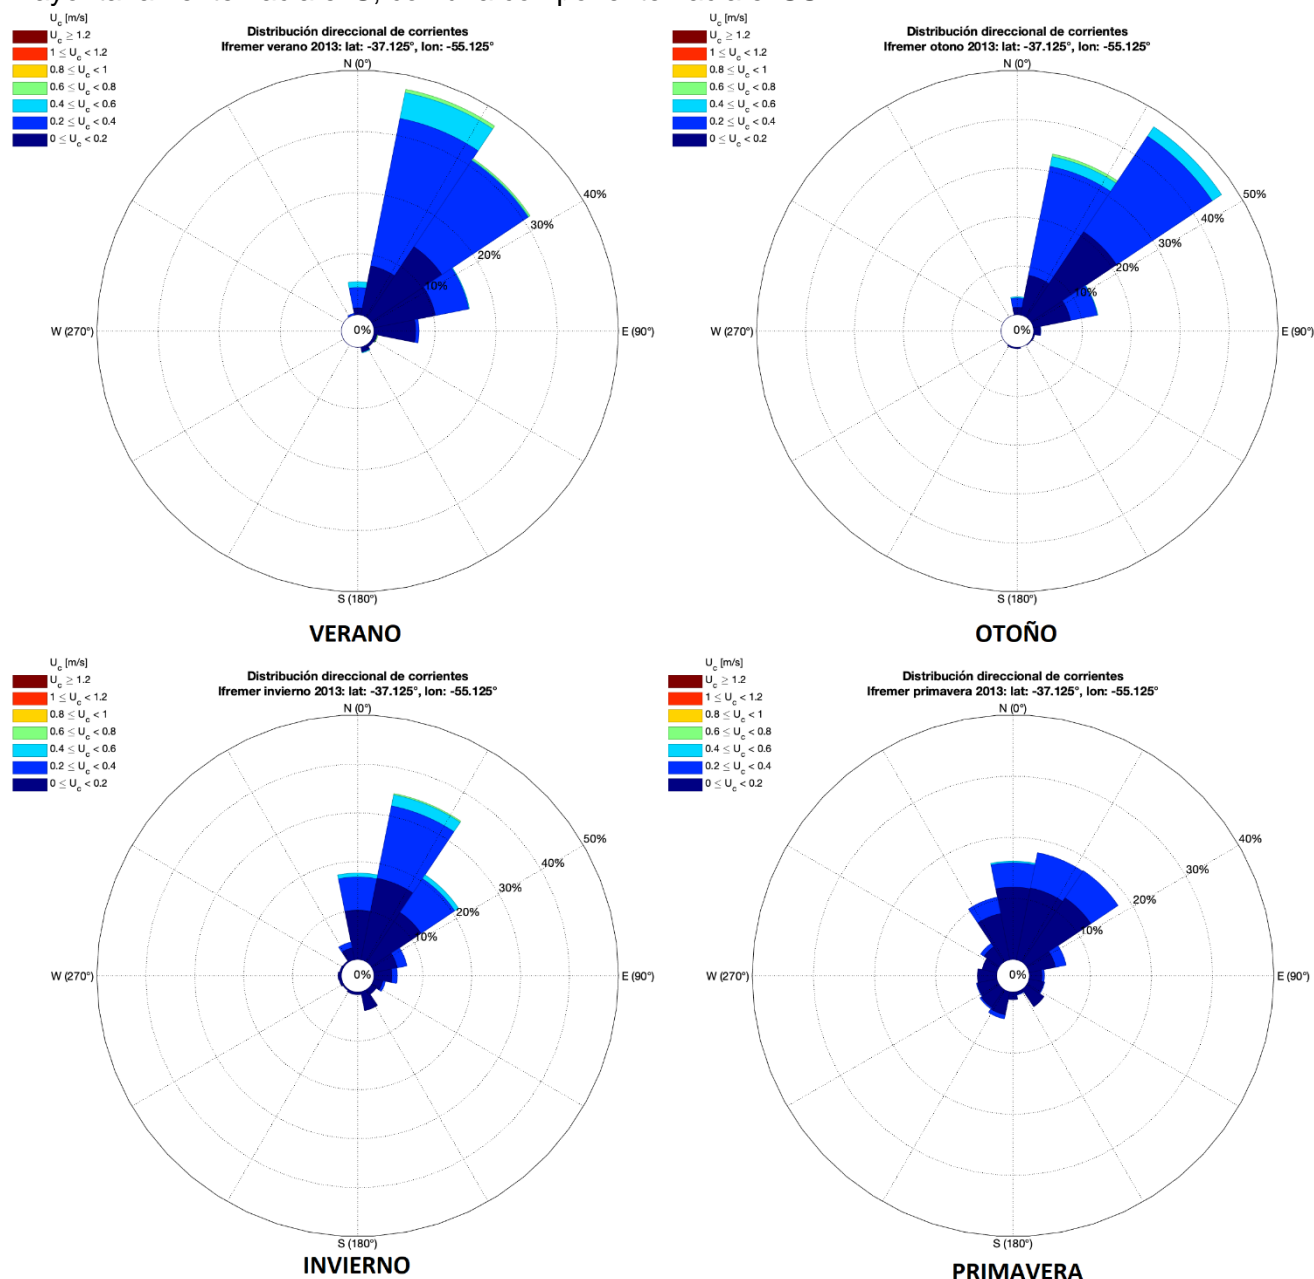 U_c [m/s]
U_c ≥ 1.2
1 ≤ U_c < 1.2
0.8 ≤ U_c < 1
0.6 ≤ U_c < 0.8
0.4 ≤ U_c < 0.6
0.2 ≤ U_c < 0.4
0 ≤ U_c < 0.2
Distribución direccional de corrientes
Ifremer verano 2013: lat: -37.125°, lon: -55.125°
N (0°)
40%
30%
20%
10%
0%
W (270°)
E (90°)
S (180°)
VERANO
U_c [m/s]
U_c ≥ 1.2
1 ≤ U_c < 1.2
0.8 ≤ U_c < 1
0.6 ≤ U_c < 0.8
0.4 ≤ U_c < 0.6
0.2 ≤ U_c < 0.4
0 ≤ U_c < 0.2
Distribución direccional de corrientes
Ifremer otono 2013: lat: -37.125°, lon: -55.125°
N (0°)
50%
40%
30%
20%
10%
0%
W (270°)
E (90°)
S (180°)
OTOÑO
U_c [m/s]
U_c ≥ 1.2
1 ≤ U_c < 1.2
0.8 ≤ U_c < 1
0.6 ≤ U_c < 0.8
0.4 ≤ U_c < 0.6
0.2 ≤ U_c < 0.4
0 ≤ U_c < 0.2
Distribución direccional de corrientes
Ifremer invierno 2013: lat: -37.125°, lon: -55.125°
N (0°)
50%
40%
30%
20%
10%
0%
W (270°)
E (90°)
S (180°)
INVIERNO
U_c [m/s]
U_c ≥ 1.2
1 ≤ U_c < 1.2
0.8 ≤ U_c < 1
0.6 ≤ U_c < 0.8
0.4 ≤ U_c < 0.6
0.2 ≤ U_c < 0.4
0 ≤ U_c < 0.2
Distribución direccional de corrientes
Ifremer primavera 2013: lat: -37.125°, lon: -55.125°
N (0°)
40%
30%
20%
10%
0%
W (270°)
E (90°)
S (180°)
PRIMAVERA